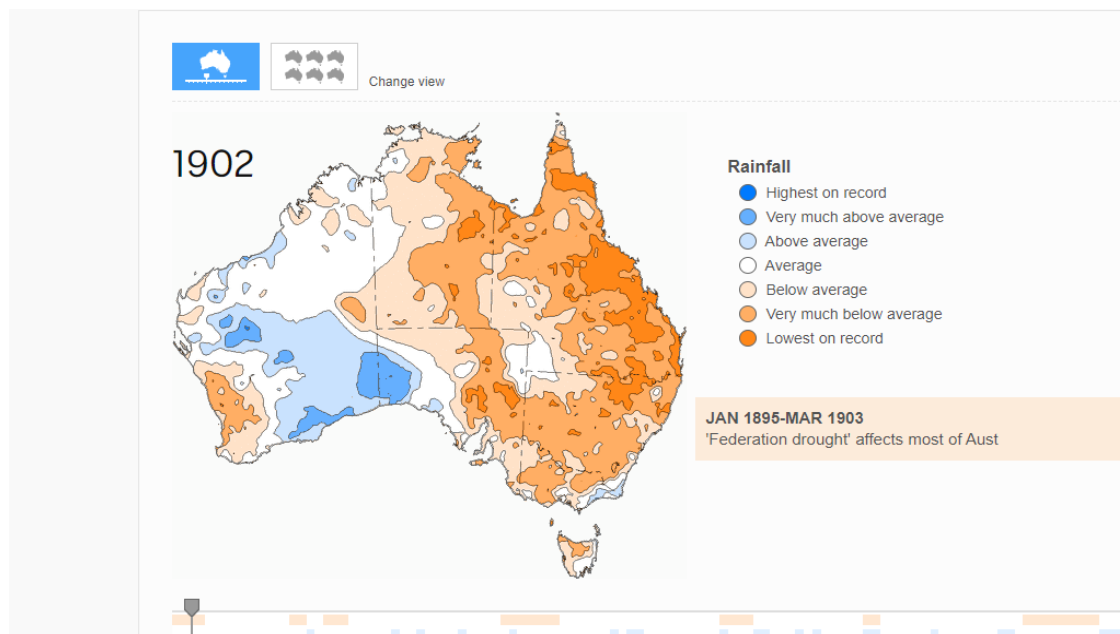 Change view
1902
Rainfall
Highest on record
Very much above average
Above average
Average
Below average
Very much below average
Lowest on record
JAN 1895-MAR 1903
'Federation drought' affects most of Aust